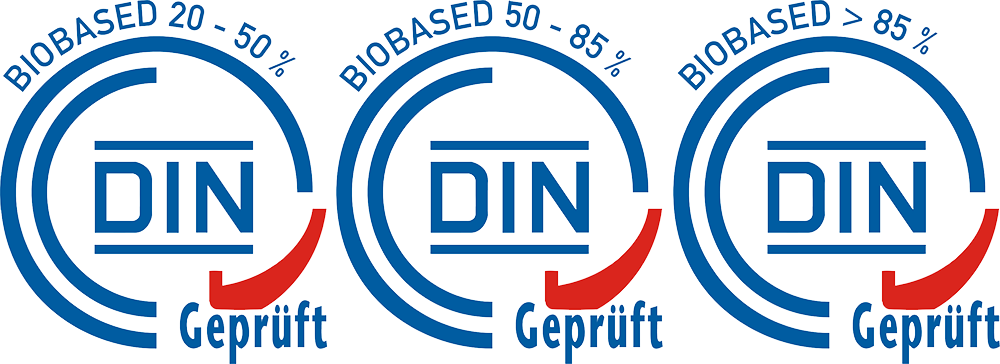 BIOBASED 20 - 50 %
DIN
Geprüft
BIOBASED 50 - 85 %
DIN
Geprüft
BIOBASED > 85 %
DIN
Geprüft